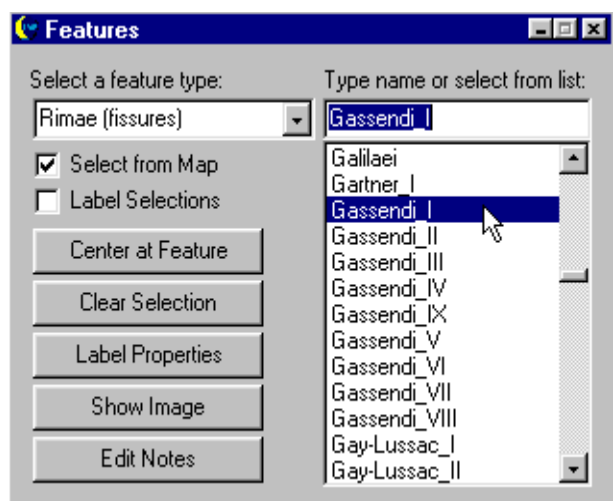 Features
Select a feature type:
Rimae (fissures)
Select from Map
Label Selections
Center at Feature
Clear Selection
Label Properties
Show Image
Edit Notes
Type name or select from list:
Gassendi_I
Galilaei
Gartner_I
Gassendi_I
Gassendi_II
Gassendi_III
Gassendi_IV
Gassendi_IX
Gassendi_V
Gassendi_VI
Gassendi_VII
Gassendi_VIII
Gay-Lussac_I
Gay-Lussac_II